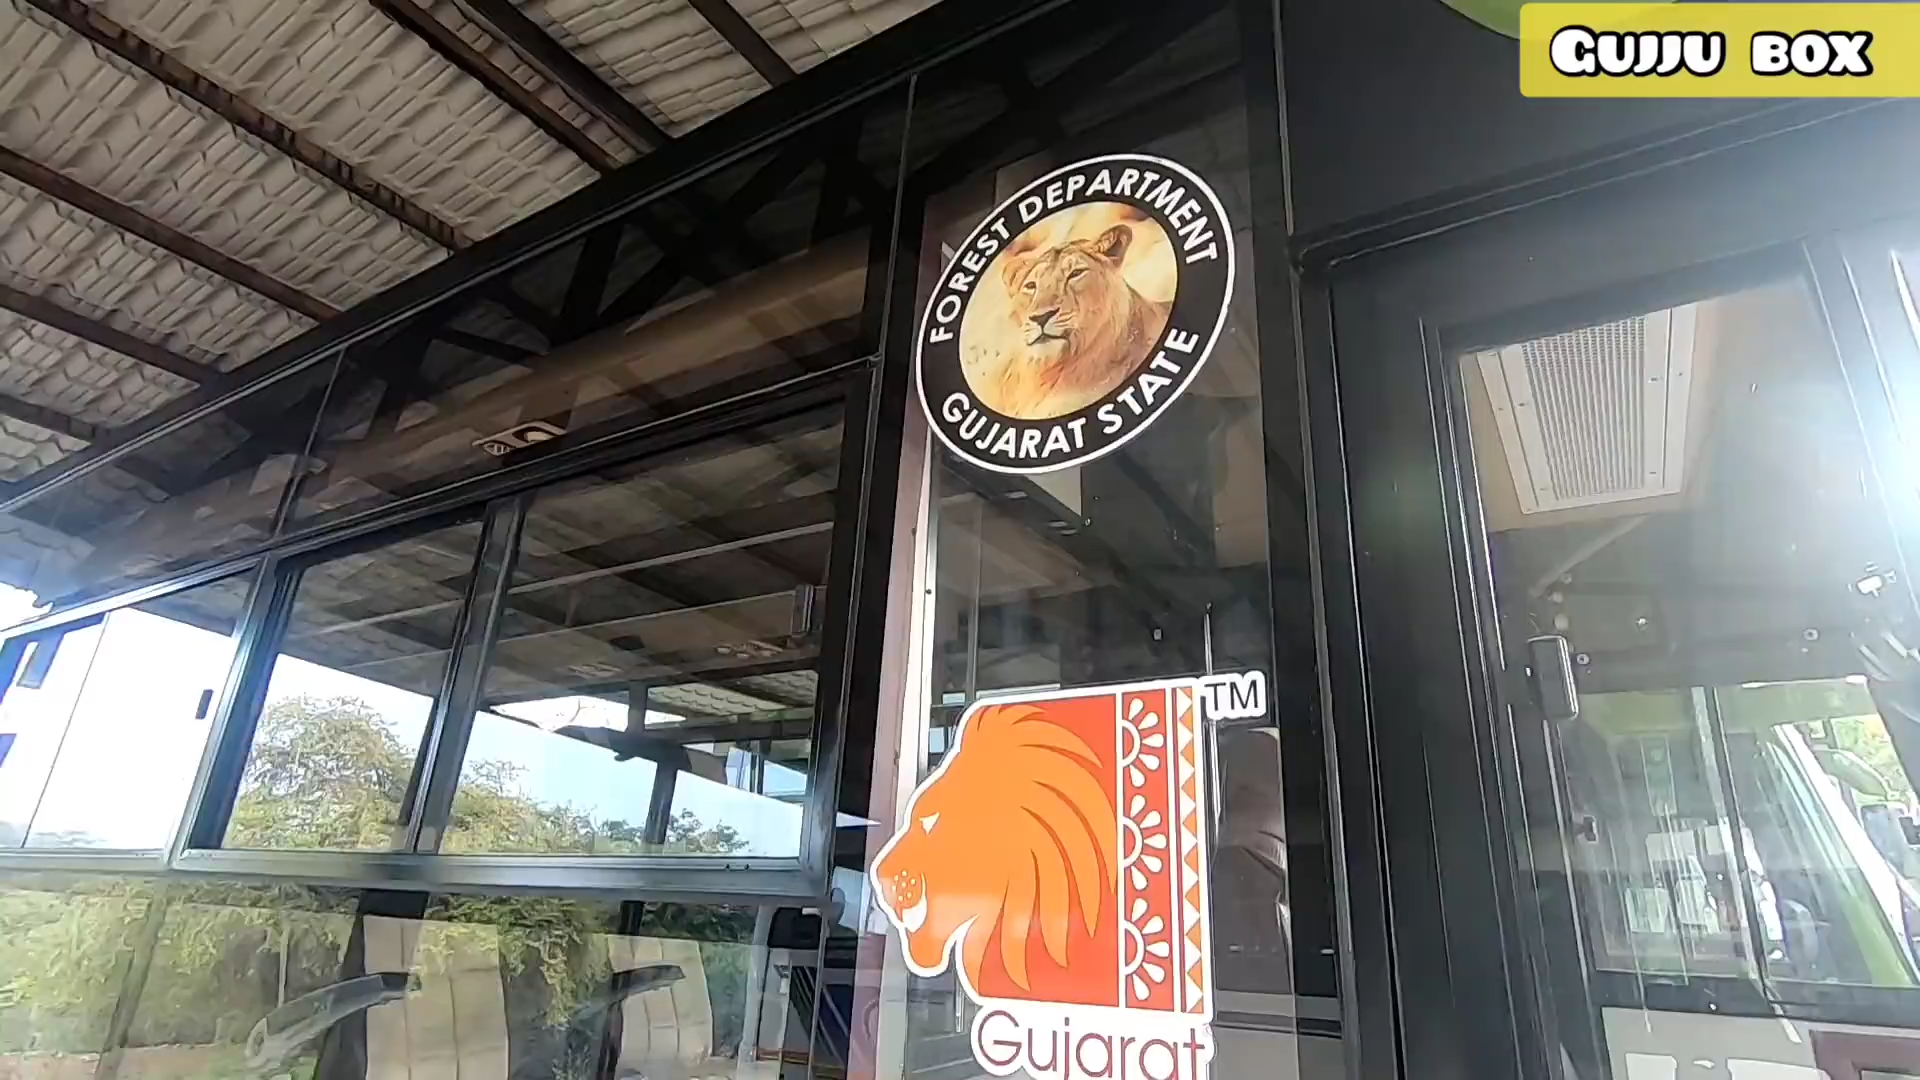 GUJJU BOX
FOREST DEPARTMENT
GUJARAT STATE
TM
Gujarat